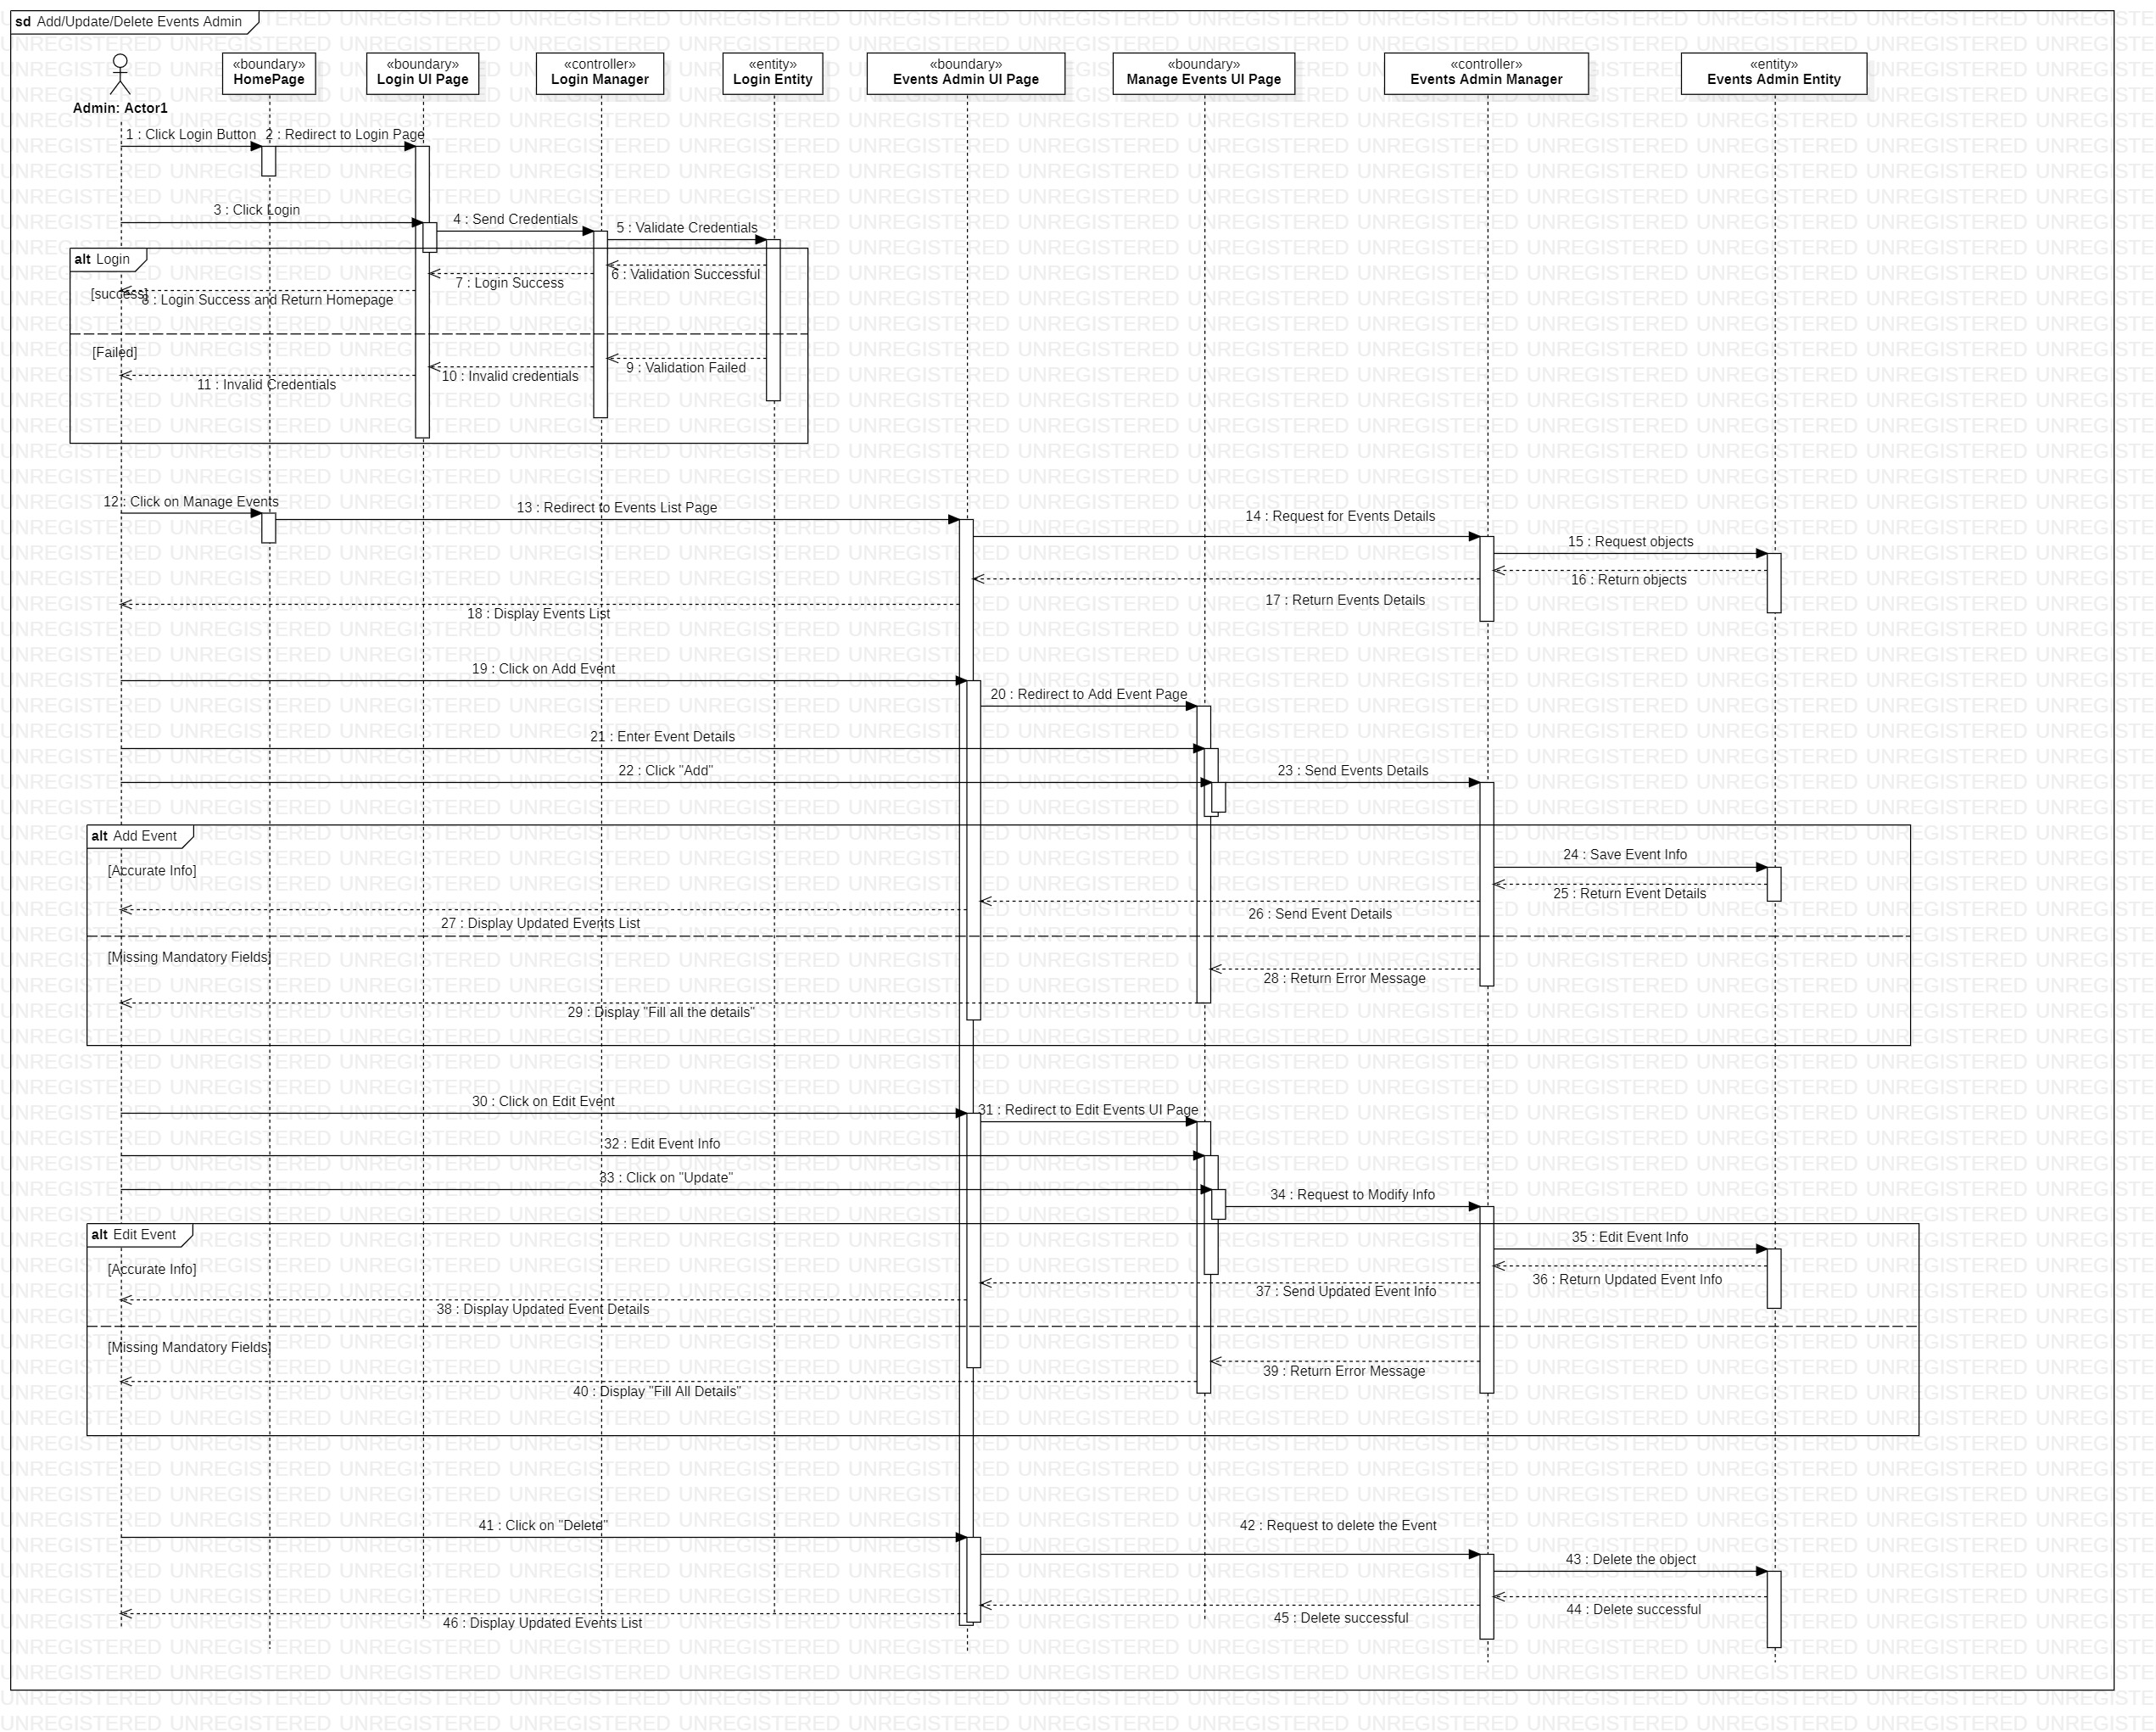 sd Add/Update/Delete Events Admin
«boundary»
HomePage
«boundary»
Login UI Page
«controller»
Login Manager
«entity»
Login Entity
«boundary»
Events Admin UI Page
«boundary»
Manage Events UI Page
«controller»
Events Admin Manager
«entity»
Events Admin Entity
Admin: Actor1
1 : Click Login Button
2 : Redirect to Login Page
3 : Click Login
4 : Send Credentials
5 : Validate Credentials
alt Login
6 : Validation Successful
7 : Login Success
[success]
8 : Login Success and Return Homepage
[Failed]
9 : Validation Failed
10 : Invalid credentials
11 : Invalid Credentials
12 : Click on Manage Events
13 : Redirect to Events List Page
14 : Request for Events Details
15 : Request objects
16 : Return objects
17 : Return Events Details
18 : Display Events List
19 : Click on Add Event
20 : Redirect to Add Event Page
21 : Enter Event Details
22 : Click "Add"
23 : Send Events Details
alt Add Event
[Accurate Info]
24 : Save Event Info
25 : Return Event Details
26 : Send Event Details
27 : Display Updated Events List
[Missing Mandatory Fields]
28 : Return Error Message
29 : Display "Fill all the details"
30 : Click on Edit Event
31 : Redirect to Edit Events UI Page
32 : Edit Event Info
33 : Click on "Update"
34 : Request to Modify Info
alt Edit Event
35 : Edit Event Info
[Accurate Info]
36 : Return Updated Event Info
37 : Send Updated Event Info
38 : Display Updated Event Details
[Missing Mandatory Fields]
39 : Return Error Message
40 : Display "Fill All Details"
41 : Click on "Delete"
42 : Request to delete the Event
43 : Delete the object
44 : Delete successful
45 : Delete successful
46 : Display Updated Events List
UNREGISTERED